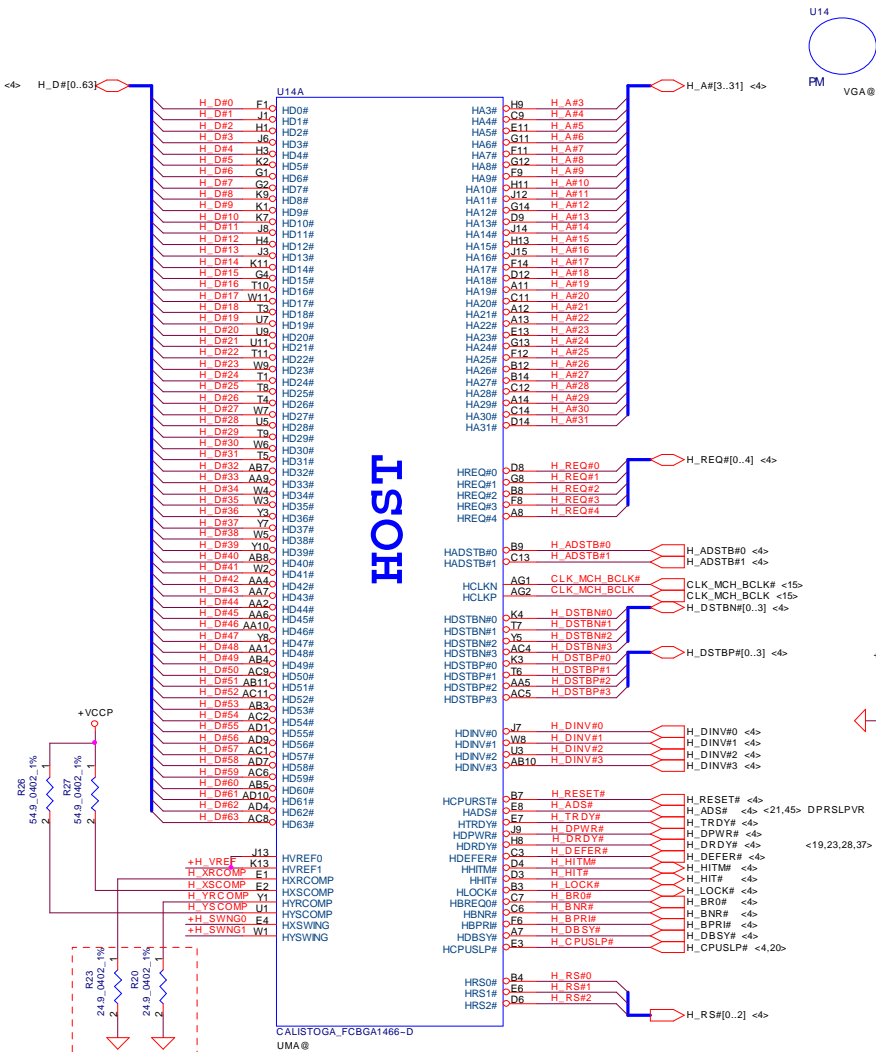 U14
PM
VGA@
<4> H_D#[0..63]
U14A
H_A#[3..31] <4>
H_D#0 F1 HD0#
H_D#1 J1 HD1#
H_D#2 H1 HD2#
H_D#3 J6 HD3#
H_D#4 H3 HD4#
H_D#5 K2 HD5#
H_D#6 G1 HD6#
H_D#7 G2 HD7#
H_D#8 K9 HD8#
H_D#9 K1 HD9#
H_D#10 K7 HD10#
H_D#11 J8 HD11#
H_D#12 H4 HD12#
H_D#13 J3 HD13#
H_D#14 K11 HD14#
H_D#15 G4 HD15#
H_D#16 T10 HD16#
H_D#17 W11 HD17#
H_D#18 T3 HD18#
H_D#19 U7 HD19#
H_D#20 U9 HD20#
H_D#21 U11 HD21#
H_D#22 T11 HD22#
H_D#23 W9 HD23#
H_D#24 T1 HD24#
H_D#25 T8 HD25#
H_D#26 T4 HD26#
H_D#27 W7 HD27#
H_D#28 U5 HD28#
H_D#29 T9 HD29#
H_D#30 W6 HD30#
H_D#31 T5 HD31#
H_D#32 AB7 HD32#
H_D#33 AA9 HD33#
H_D#34 W4 HD34#
H_D#35 W3 HD35#
H_D#36 Y3 HD36#
H_D#37 Y7 HD37#
H_D#38 W5 HD38#
H_D#39 Y10 HD39#
H_D#40 AB8 HD40#
H_D#41 W2 HD41#
H_D#42 AA4 HD42#
H_D#43 AA7 HD43#
H_D#44 AA2 HD44#
H_D#45 AA6 HD45#
H_D#46 AA10 HD46#
H_D#47 Y8 HD47#
H_D#48 AA1 HD48#
H_D#49 AB4 HD49#
H_D#50 AC9 HD50#
H_D#51 AB11 HD51#
H_D#52 AC11 HD52#
H_D#53 AB3 HD53#
H_D#54 AC2 HD54#
H_D#55 AD1 HD55#
H_D#56 AD9 HD56#
H_D#57 AC1 HD57#
H_D#58 AD7 HD58#
H_D#59 AC6 HD59#
H_D#60 AB5 HD60#
H_D#61 AD10 HD61#
H_D#62 AD4 HD62#
H_D#63 AC8 HD63#
J13 HVREF0
+H_VREF K13 HVREF1
H_XRCOMP E1 HXRCOMP
H_XSCOMP E2 HXSCOMP
H_YRCOMP Y1 HYRCOMP
H_YSCOMP U1 HYSCOMP
+H_SWNG0 E4 HXSWING
+H_SWNG1 W1 HYSWING
+VCCP
R26
54.9_0402_1%
1
2
R27
54.9_0402_1%
1
2
R23
24.9_0402_1%
1
2
R20
24.9_0402_1%
1
2
HOST
HA3# H9 H_A#3
HA4# C9 H_A#4
HA5# E11 H_A#5
HA6# G11 H_A#6
HA7# F11 H_A#7
HA8# G12 H_A#8
HA9# F9 H_A#9
HA10# H11 H_A#10
HA11# J12 H_A#11
HA12# G14 H_A#12
HA13# D9 H_A#13
HA14# J14 H_A#14
HA15# H13 H_A#15
HA16# J15 H_A#16
HA17# F14 H_A#17
HA18# D12 H_A#18
HA19# A11 H_A#19
HA20# C11 H_A#20
HA21# A12 H_A#21
HA22# A13 H_A#22
HA23# E13 H_A#23
HA24# G13 H_A#24
HA25# F12 H_A#25
HA26# B12 H_A#26
HA27# B14 H_A#27
HA28# C12 H_A#28
HA29# A14 H_A#29
HA30# C14 H_A#30
HA31# D14 H_A#31
H_REQ#[0..4] <4>
HREQ#0 D8 H_REQ#0
HREQ#1 G8 H_REQ#1
HREQ#2 B8 H_REQ#2
HREQ#3 F8 H_REQ#3
HREQ#4 A8 H_REQ#4
HADSTB#0 B9 H_ADSTB#0 H_ADSTB#0 <4>
HADSTB#1 C13 H_ADSTB#1 H_ADSTB#1 <4>
HCLKN AG1 CLK_MCH_BCLK# CLK_MCH_BCLK# <15>
HCLKP AG2 CLK_MCH_BCLK CLK_MCH_BCLK <15>
H_DSTBN#[0..3] <4>
HDSTBN#0 K4 H_DSTBN#0
HDSTBN#1 T7 H_DSTBN#1
HDSTBN#2 Y5 H_DSTBN#2
HDSTBN#3 AC4 H_DSTBN#3
H_DSTBP#[0..3] <4>
HDSTBP#0 K3 H_DSTBP#0
HDSTBP#1 T6 H_DSTBP#1
HDSTBP#2 AA5 H_DSTBP#2
HDSTBP#3 AC5 H_DSTBP#3
HDINV#0 J7 H_DINV#0 H_DINV#0 <4>
HDINV#1 W8 H_DINV#1 H_DINV#1 <4>
HDINV#2 U3 H_DINV#2 H_DINV#2 <4>
HDINV#3 AB10 H_DINV#3 H_DINV#3 <4>
HCPURST# B7 H_RESET# H_RESET# <4>
HADS# E8 H_ADS# H_ADS# <4> <21,45> DPRSLPVR
HTRDY# E7 H_TRDY# H_TRDY# <4>
HDPWR# J9 H_DPWR# H_DPWR# <4>
HDRDY# H8 H_DRDY# H_DRDY# <4> <19,23,28,37>
HDEFER# C3 H_DEFER# H_DEFER# <4>
HHITM# D4 H_HITM# H_HITM# <4>
HHIT# D3 H_HIT# H_HIT# <4>
HLOCK# B3 H_LOCK# H_LOCK# <4>
HBREQ0# C7 H_BR0# H_BR0# <4>
HBNR# C6 H_BNR# H_BNR# <4>
HBPRI# F6 H_BPRI# H_BPRI# <4>
HDBSY# A7 H_DBSY# H_DBSY# <4>
HCPUSLP# E3 H_CPUSLP# H_CPUSLP# <4,20>
HRS0# B4 H_RS#0
HRS1# E6 H_RS#1
HRS2# D6 H_RS#2
H_RS#[0..2] <4>
CALISTOGA_FCBGA1466~D
UMA@